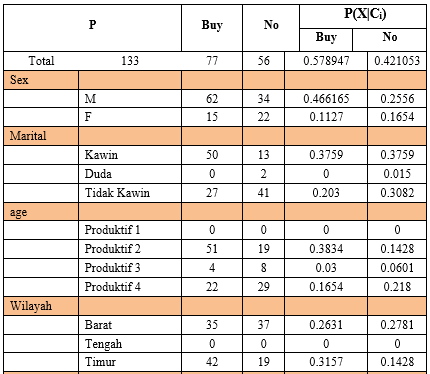 P Buy No P(X|Ci)
Buy No
Total 133 77 56 0.578947 0.421053
Sex
M 62 34 0.466165 0.2556
F 15 22 0.1127 0.1654
Marital
Kawin 50 13 0.3759 0.3759
Duda 0 2 0 0.015
Tidak Kawin 27 41 0.203 0.3082
age
Produktif 1 0 0 0 0
Produktif 2 51 19 0.3834 0.1428
Produktif 3 4 8 0.03 0.0601
Produktif 4 22 29 0.1654 0.218
Wilayah
Barat 35 37 0.2631 0.2781
Tengah 0 0 0 0
Timur 42 19 0.3157 0.1428